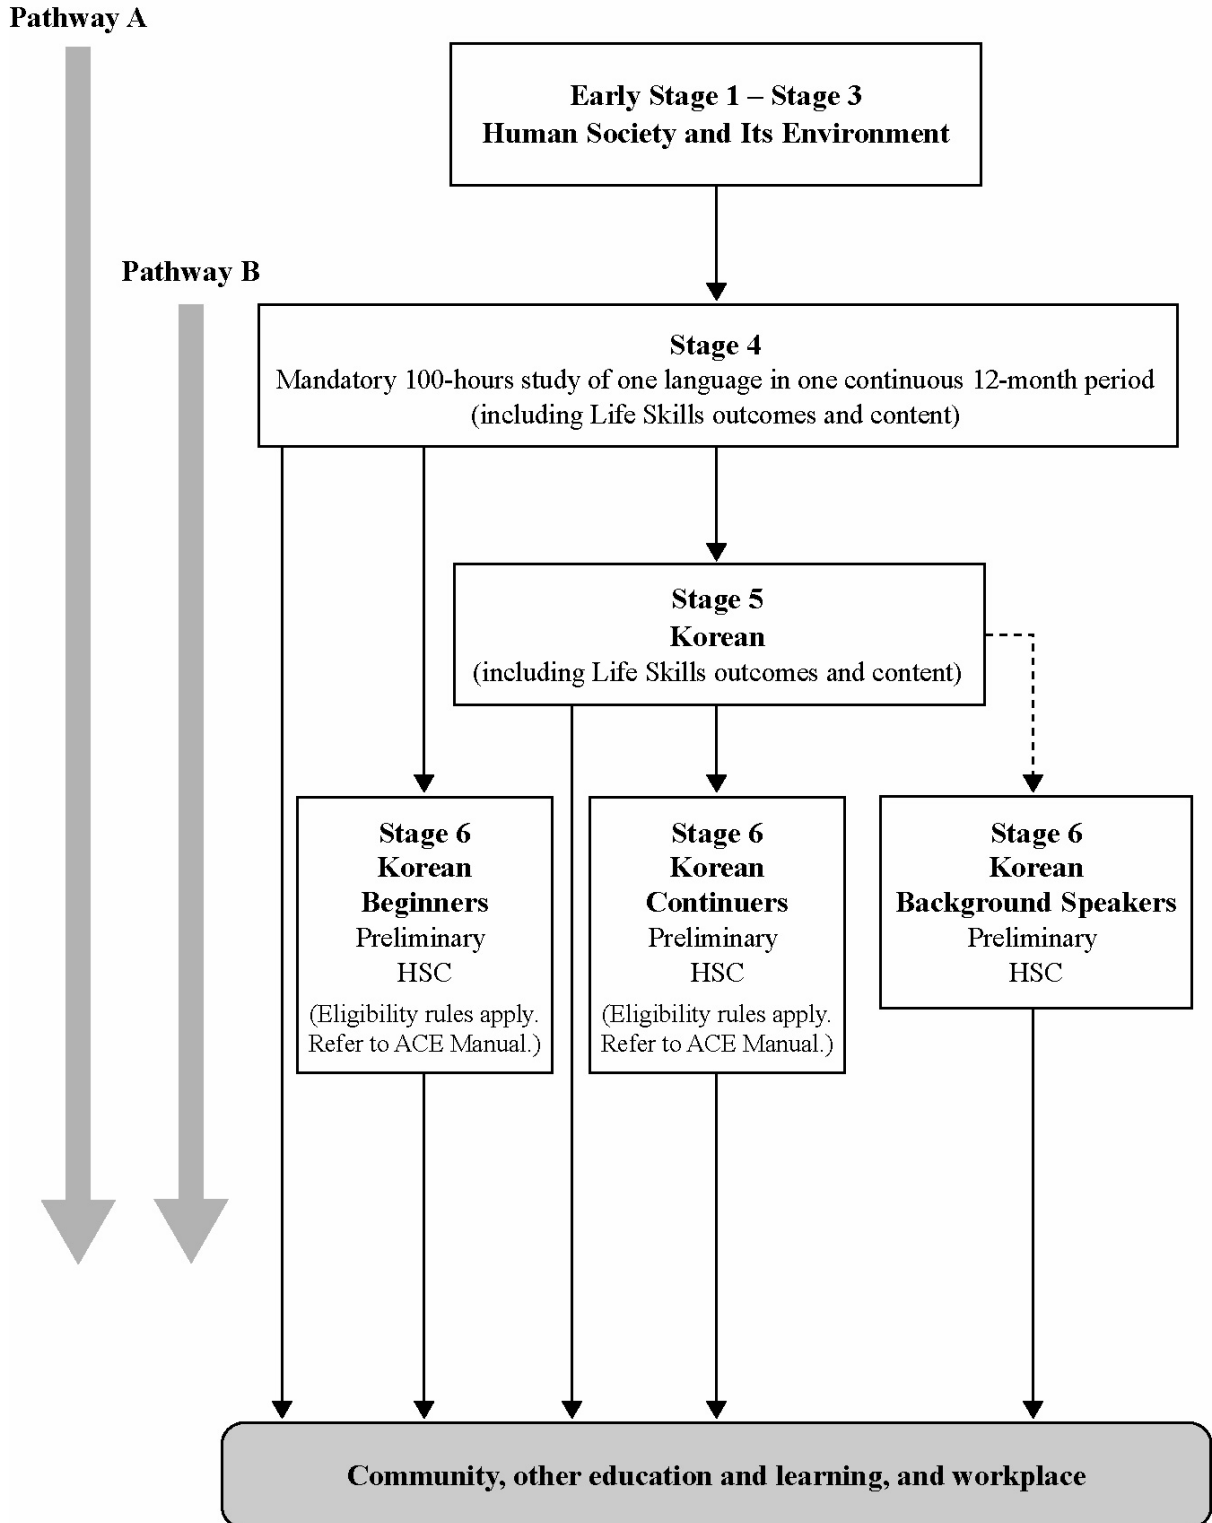 Pathway A
Early Stage 1 – Stage 3
Human Society and Its Environment
Pathway B
Stage 4
Mandatory 100-hours study of one language in one continuous 12-month period
(including Life Skills outcomes and content)
Stage 5
Korean
(including Life Skills outcomes and content)
Stage 6
Korean
Beginners
Preliminary
HSC
(Eligibility rules apply.
Refer to ACE Manual.)
Stage 6
Korean
Continuers
Preliminary
HSC
(Eligibility rules apply.
Refer to ACE Manual.)
Stage 6
Korean
Background Speakers
Preliminary
HSC
Community, other education and learning, and workplace